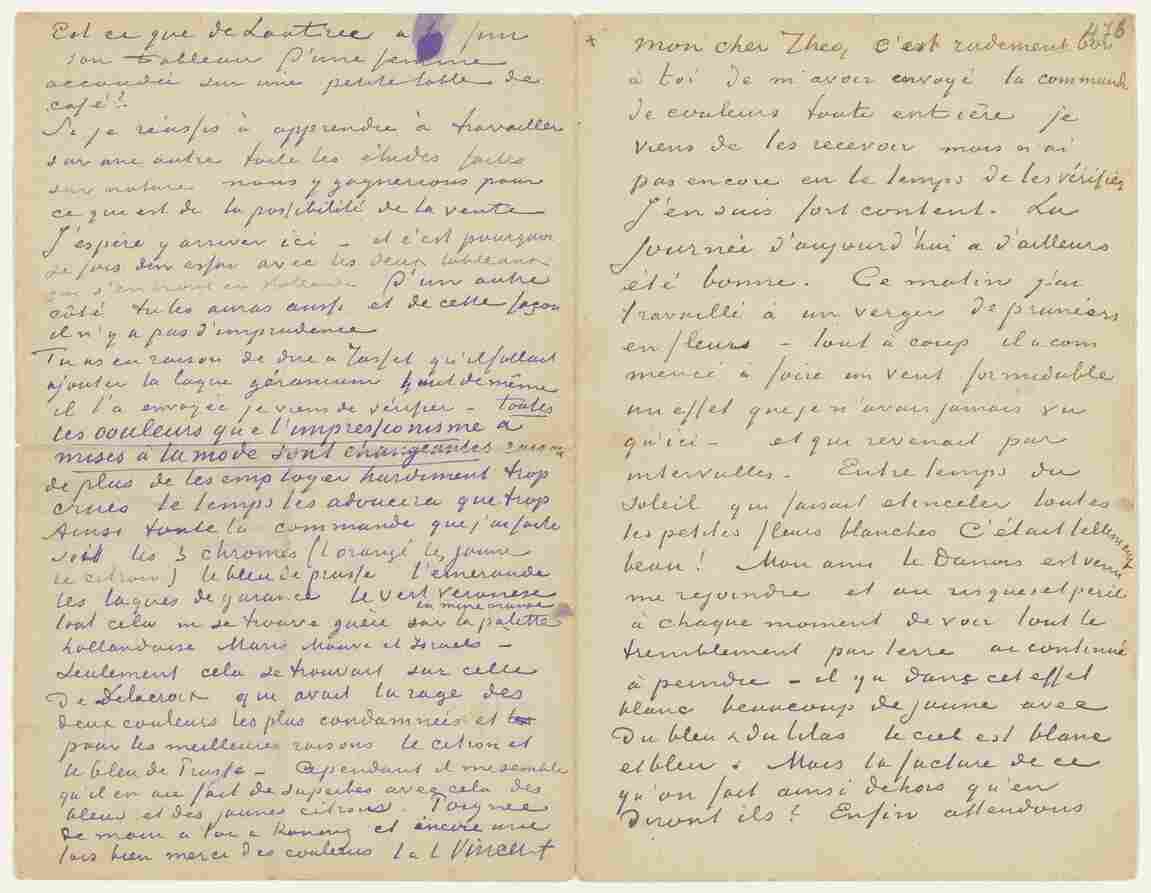 Est ce que de Lautrec a fini
son tableau d'une femme
accoudée sur une petite table de
café?
Si je réussis à apprendre à travailler
sur une autre toile les études faites
sur nature nous y gagnerions pour
ce qui est de la possibilité de la vente
J'espère y arriver ici – et c'est pourquoi
je fais un essai avec les deux tableaux
qui s'en iront en Hollande D'un autre
côté tu les auras aussi et de cette façon
il n'y a pas d'imprudence
Tu as eu raison de dire à Tasset qu'il fallait
ajouter la laque géranium tout de même
il l'a envoyée je viens de vérifier – toutes
les couleurs que l'impressionisme a
mises à la mode sont changeantes raison
de plus de les employer hardiment trop
crues le temps les adoucira que trop
Ainsi toute la commande que j'ai faite
soit les 3 chromes (l'orangé le jaune
le citron) le bleu de prusse l'émeraude
les laques de garance le vert veronese
la mine orange
tout cela ne se trouve guère sur la palette
hollandaise Maris Mauve et Israels –
Seulement cela se trouvait sur celle
de Delacroix qui avait la rage des
deux couleurs les plus condamnées et
pour les meilleures raisons le citron et
le bleu de Prusse – Cependant il me semble
qu'il en a fait de superbes avec cela des
bleus et des jaunes citrons. Poignée
de main à toi à Koning et encore une
fois bien merci des couleurs t à t Vincent
476
+ mon cher Theo, c'est rudement bon
à toi de m'avoir envoyé la commande
de couleurs toute entière je
viens de les recevoir mais n'ai
pas encore eu le temps de les vérifier
J'en suis fort content. La
journée d'aujourd'hui a d'ailleurs
été bonne. Ce matin j'ai
travaillé à un verger de pruniers
en fleurs – tout à coup il a com
mencé à faire un vent formidable
un effet que je n'avais jamais vu
qu'ici – et qui revenait par
intervalles. Entre temps du
soleil qui faisait étinceler toutes
les petites fleurs blanches C'était tellement
beau! Mon ami le Danois est venu
me rejoindre et au risque et peril
à chaque moment de voir tout le
tremblement par terre ai continué
à peindre – il y a dans cet effet
blanc beaucoup de jaune avec
du bleu & du lilas le ciel est blanc
et bleu. Mais la facture de ce
qu'on fait ainsi dehors qu'en
diront ils? Enfin attendons